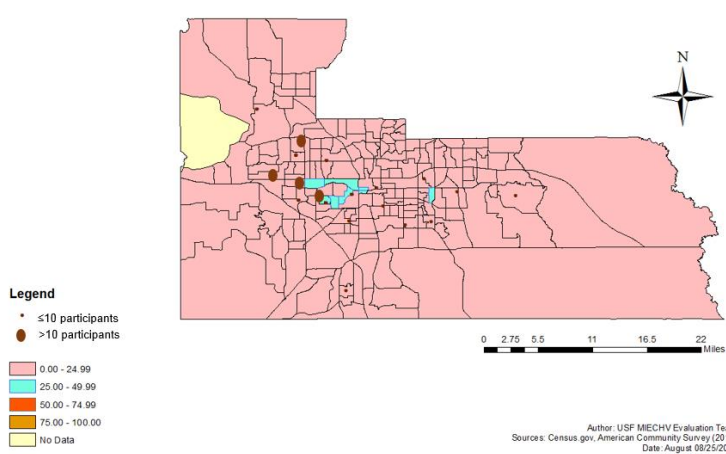 N
Legend
≤10 participants
>10 participants
0.00 - 24.99
25.00 - 49.99
50.00 - 74.99
75.00 - 100.00
No Data
0 2.75 5.5 11 16.5 22
Miles
Author: USF MIECHV Evaluation Tea
Sources: Census.gov, American Community Survey (20
Date: August 08/25/20